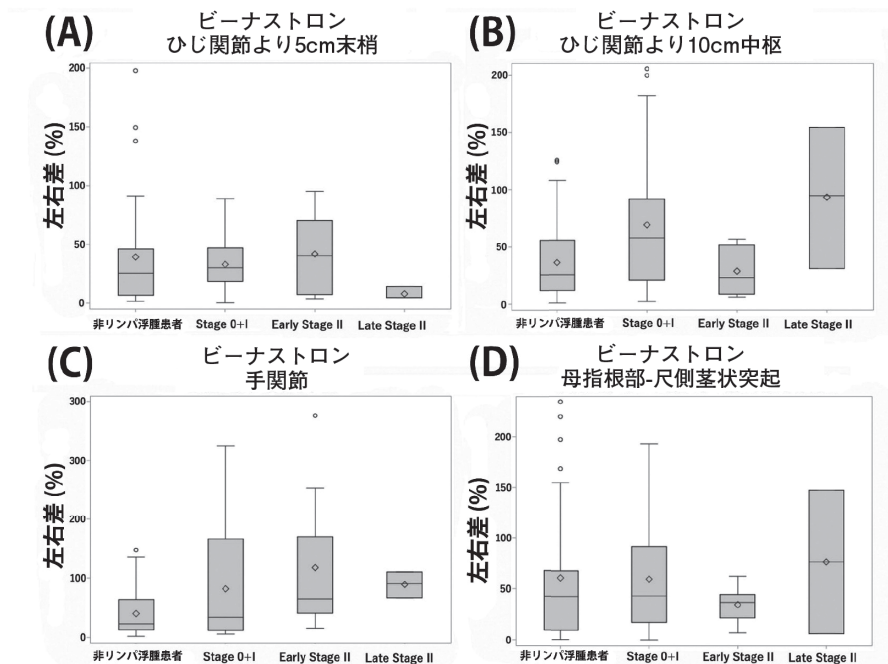 (A)
ビーナストロン
ひじ関節より5cm末梢
左右差 (%)
200
150
100
50
0
非リンパ浮腫患者 Stage 0+I Early Stage II Late Stage II
(B)
ビーナストロン
ひじ関節より10cm中枢
左右差 (%)
200
150
100
50
0
非リンパ浮腫患者 Stage 0+I Early Stage II Late Stage II
(C)
ビーナストロン
手関節
左右差 (%)
300
300
200
100
0
非リンパ浮腫患者 Stage 0+I Early Stage II Late Stage II
(D)
ビーナストロン
母指根部-尺側茎状突起
左右差 (%)
200
150
100
50
0
非リンパ浮腫患者 Stage 0+I Early Stage II Late Stage II